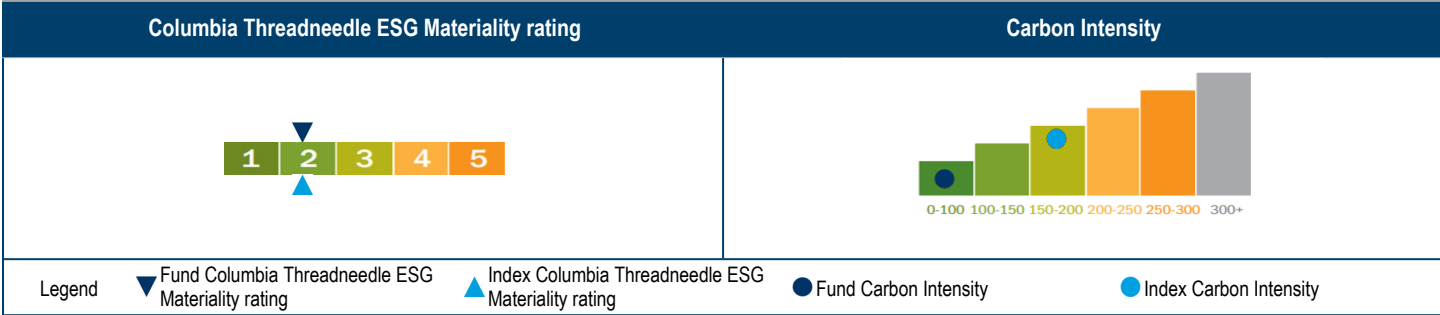 Columbia Threadneedle ESG Materiality rating
Carbon Intensity
1 2 3 4 5
0-100 100-150 150-200 200-250 250-300 300+
Legend
Fund Columbia Threadneedle ESG
Materiality rating
Index Columbia Threadneedle ESG
Materiality rating
Fund Carbon Intensity
Index Carbon Intensity